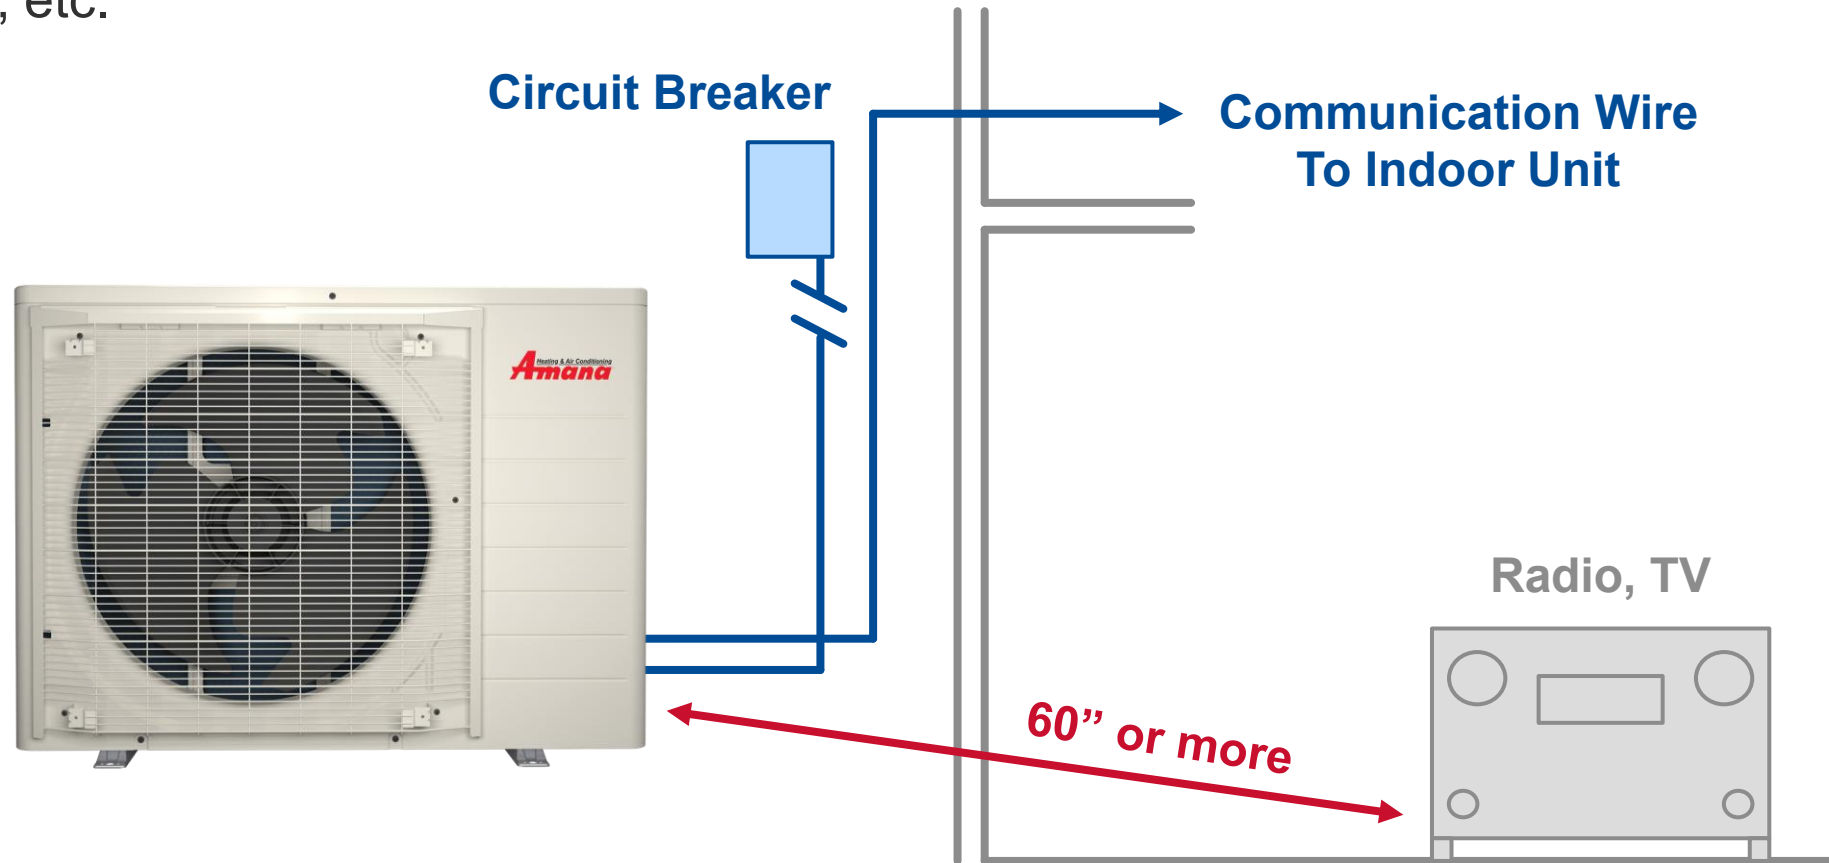 , etc.
Circuit Breaker
Communication Wire
To Indoor Unit
Heating & Air Conditioning
Amana
Radio, TV
60” or more